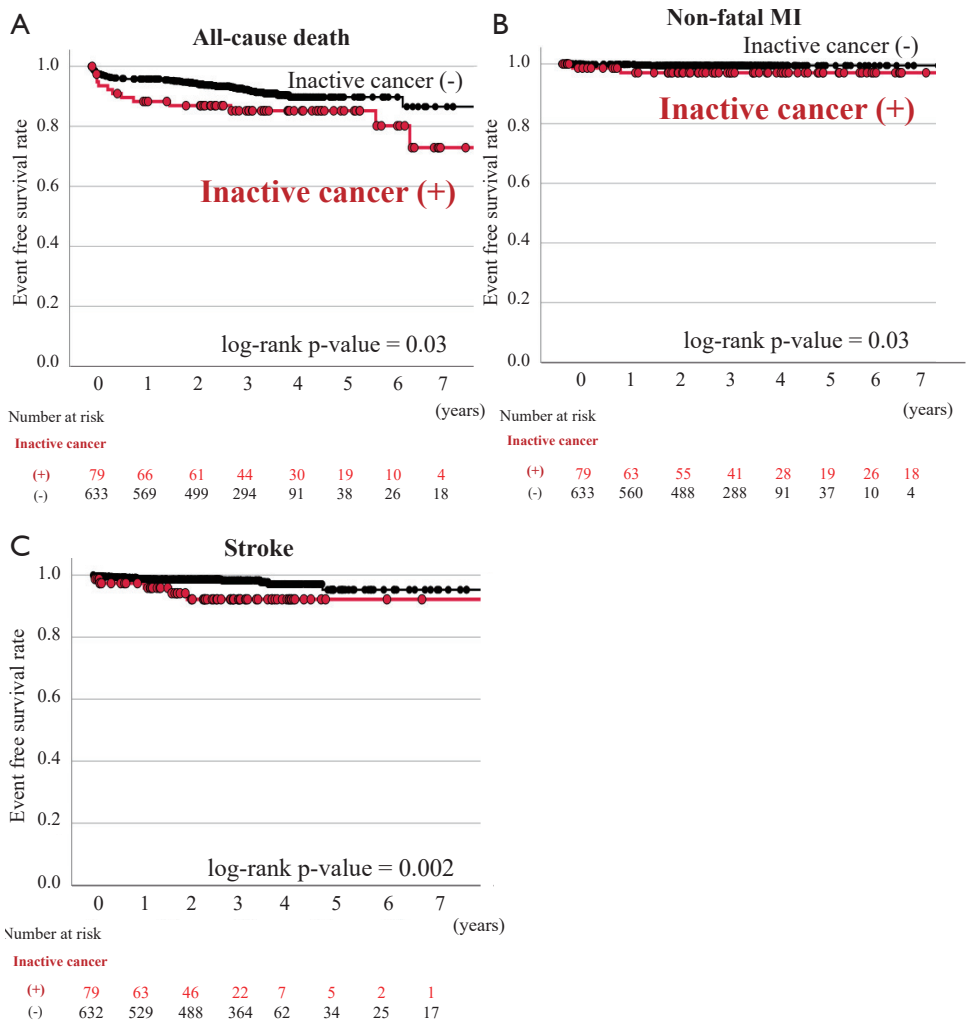 A
All-cause death
Event free survival rate
1.0
0.8
0.6
0.4
0.2
0.0
Inactive cancer (-)
Inactive cancer (+)
log-rank p-value = 0.03
0 1 2 3 4 5 6 7
(years)
Number at risk
Inactive cancer
(+) 79 66 61 44 30 19 10 4
(-) 633 569 499 294 91 38 26 18
B
Non-fatal MI
Event free survival rate
1.0
0.8
0.6
0.4
0.2
0.0
Inactive cancer (-)
Inactive cancer (+)
log-rank p-value = 0.03
0 1 2 3 4 5 6 7
(years)
Number at risk
Inactive cancer
(+) 79 63 55 41 28 19 26 18
(-) 633 560 488 288 91 37 10 4
C
Stroke
Event free survival rate
1.0
0.8
0.6
0.4
0.2
0.0
log-rank p-value = 0.002
0 1 2 3 4 5 6 7
(years)
Number at risk
Inactive cancer
(+) 79 63 46 22 7 5 2 1
(-) 632 529 488 364 62 34 25 17